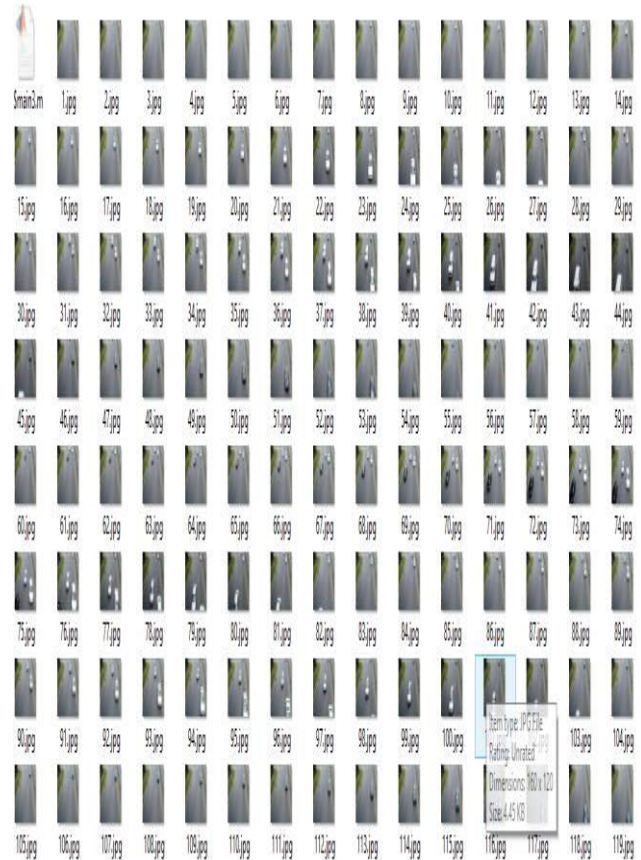 Smain3.m 1.jpg 2.jpg 3.jpg 4.jpg 5.jpg 6.jpg 7.jpg 8.jpg 9.jpg 10.jpg 11.jpg 12.jpg 13.jpg 14.jpg
15.jpg 16.jpg 17.jpg 18.jpg 19.jpg 20.jpg 21.jpg 22.jpg 23.jpg 24.jpg 25.jpg 26.jpg 27.jpg 28.jpg 29.jpg
30.jpg 31.jpg 32.jpg 33.jpg 34.jpg 35.jpg 36.jpg 37.jpg 38.jpg 39.jpg 40.jpg 41.jpg 42.jpg 43.jpg 44.jpg
45.jpg 46.jpg 47.jpg 48.jpg 49.jpg 50.jpg 51.jpg 52.jpg 53.jpg 54.jpg 55.jpg 56.jpg 57.jpg 58.jpg 59.jpg
60.jpg 61.jpg 62.jpg 63.jpg 64.jpg 65.jpg 66.jpg 67.jpg 68.jpg 69.jpg 70.jpg 71.jpg 72.jpg 73.jpg 74.jpg
75.jpg 76.jpg 77.jpg 78.jpg 79.jpg 80.jpg 81.jpg 82.jpg 83.jpg 84.jpg 85.jpg 86.jpg 87.jpg 88.jpg 89.jpg
90.jpg 91.jpg 92.jpg 93.jpg 94.jpg 95.jpg 96.jpg 97.jpg 98.jpg 99.jpg 100.jpg 103.jpg 104.jpg
Item type: JPG File
Rating: Unrated
Dimensions: 160 x 120
Size: 4.45 KB
105.jpg 106.jpg 107.jpg 108.jpg 109.jpg 110.jpg 111.jpg 112.jpg 113.jpg 114.jpg 115.jpg 116.jpg 117.jpg 118.jpg 119.jpg